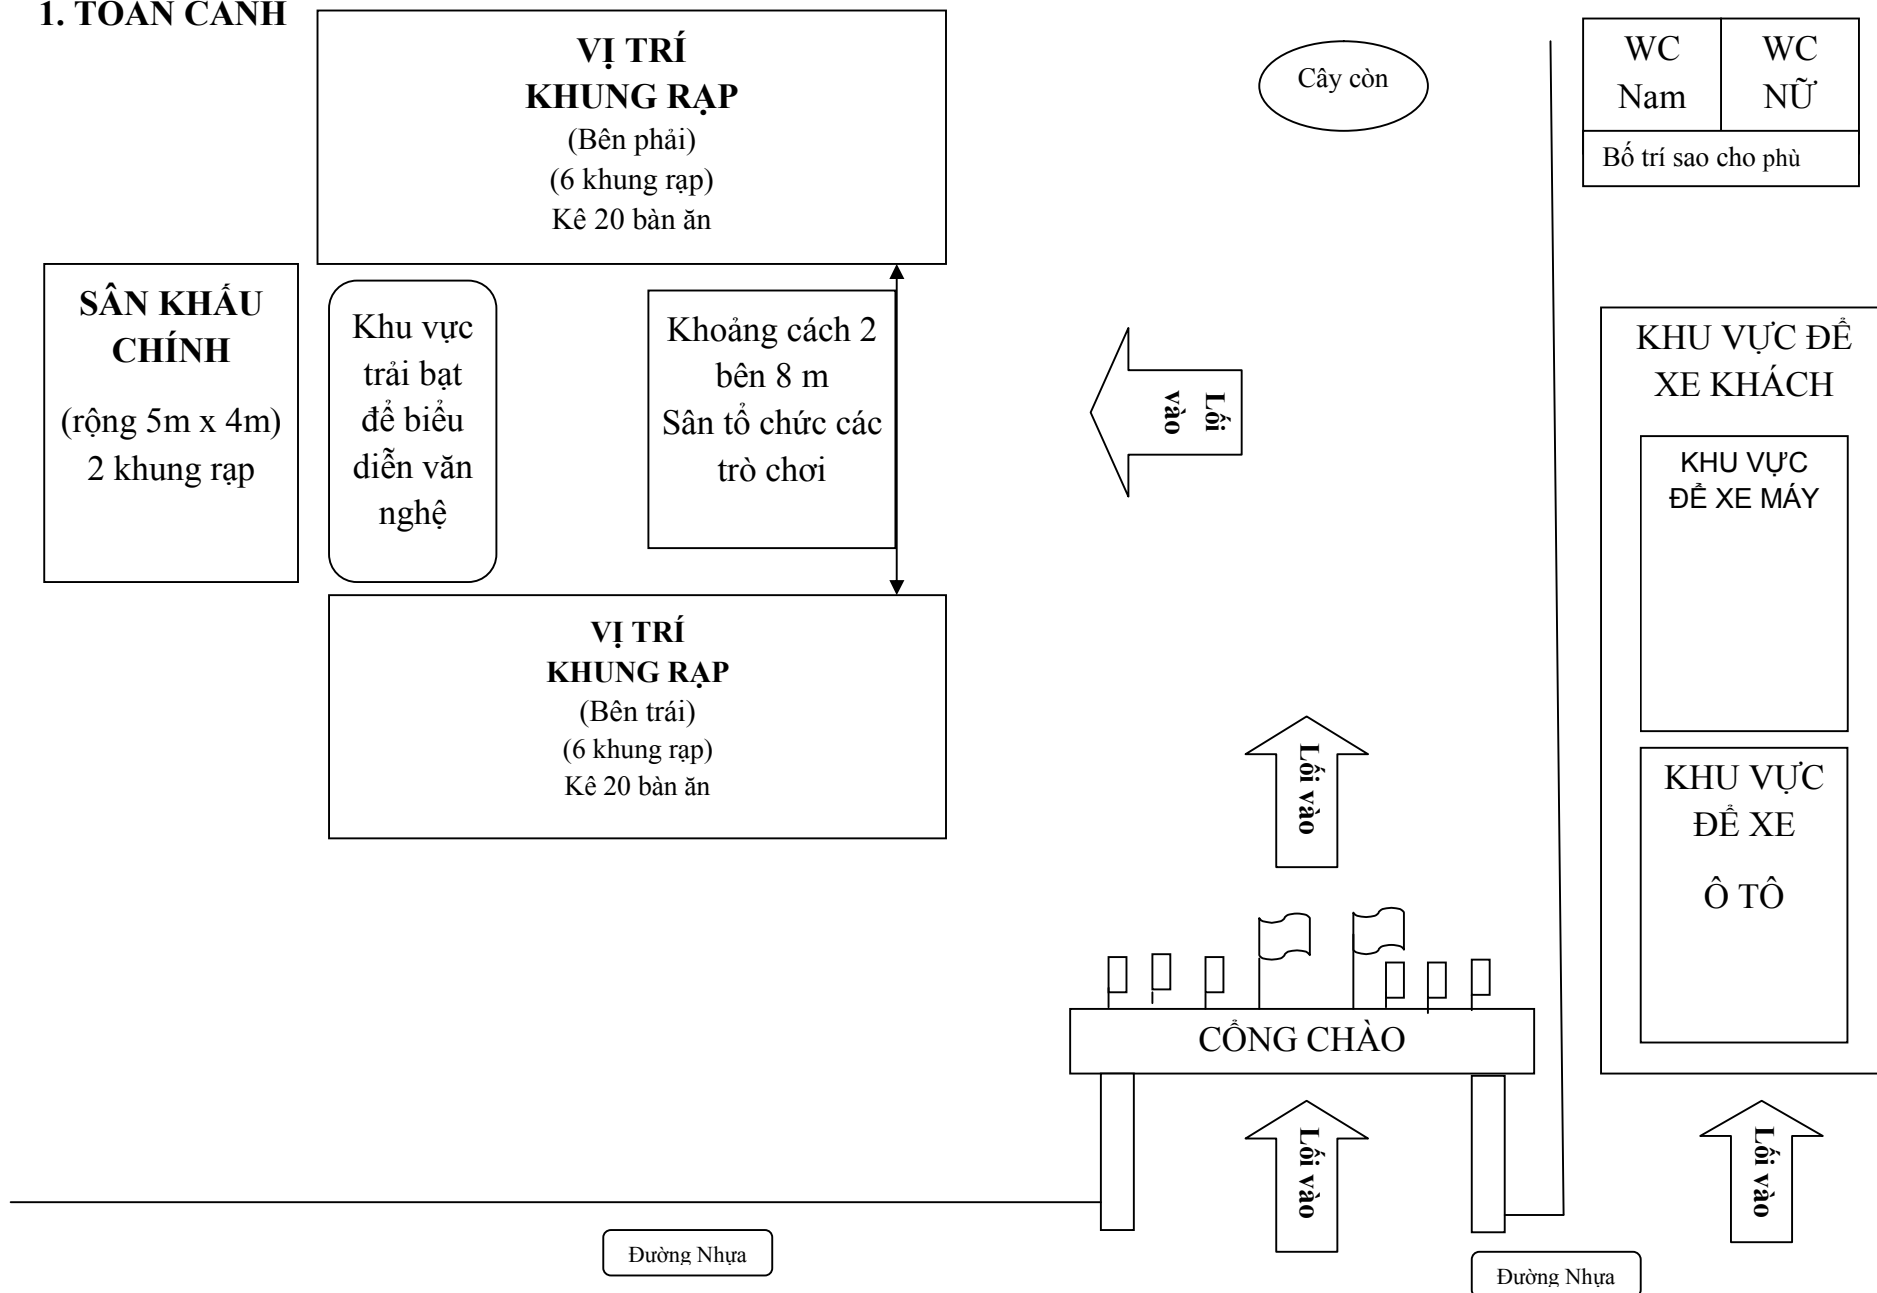 1. TOÀN CẢNH
VỊ TRÍ
KHUNG RẠP
(Bên phải)
(6 khung rạp)
Kê 20 bàn ăn
Cây còn
WC
Nam
WC
NỮ
Bố trí sao cho phù
SÂN KHẤU
CHÍNH
(rộng 5m x 4m)
2 khung rạp
Khu vực
trải bạt
để biểu
diễn văn
nghệ
Khoảng cách 2
bên 8 m
Sân tổ chức các
trò chơi
Lối
vào
KHU VỰC ĐỂ
XE KHÁCH
KHU VỰC
ĐỂ XE MÁY
VỊ TRÍ
KHUNG RẠP
(Bên trái)
(6 khung rạp)
Kê 20 bàn ăn
Lối vào
KHU VỰC
ĐỂ XE
Ô TÔ
CỔNG CHÀO
Lối vào
Lối vào
Đường Nhựa
Đường Nhựa